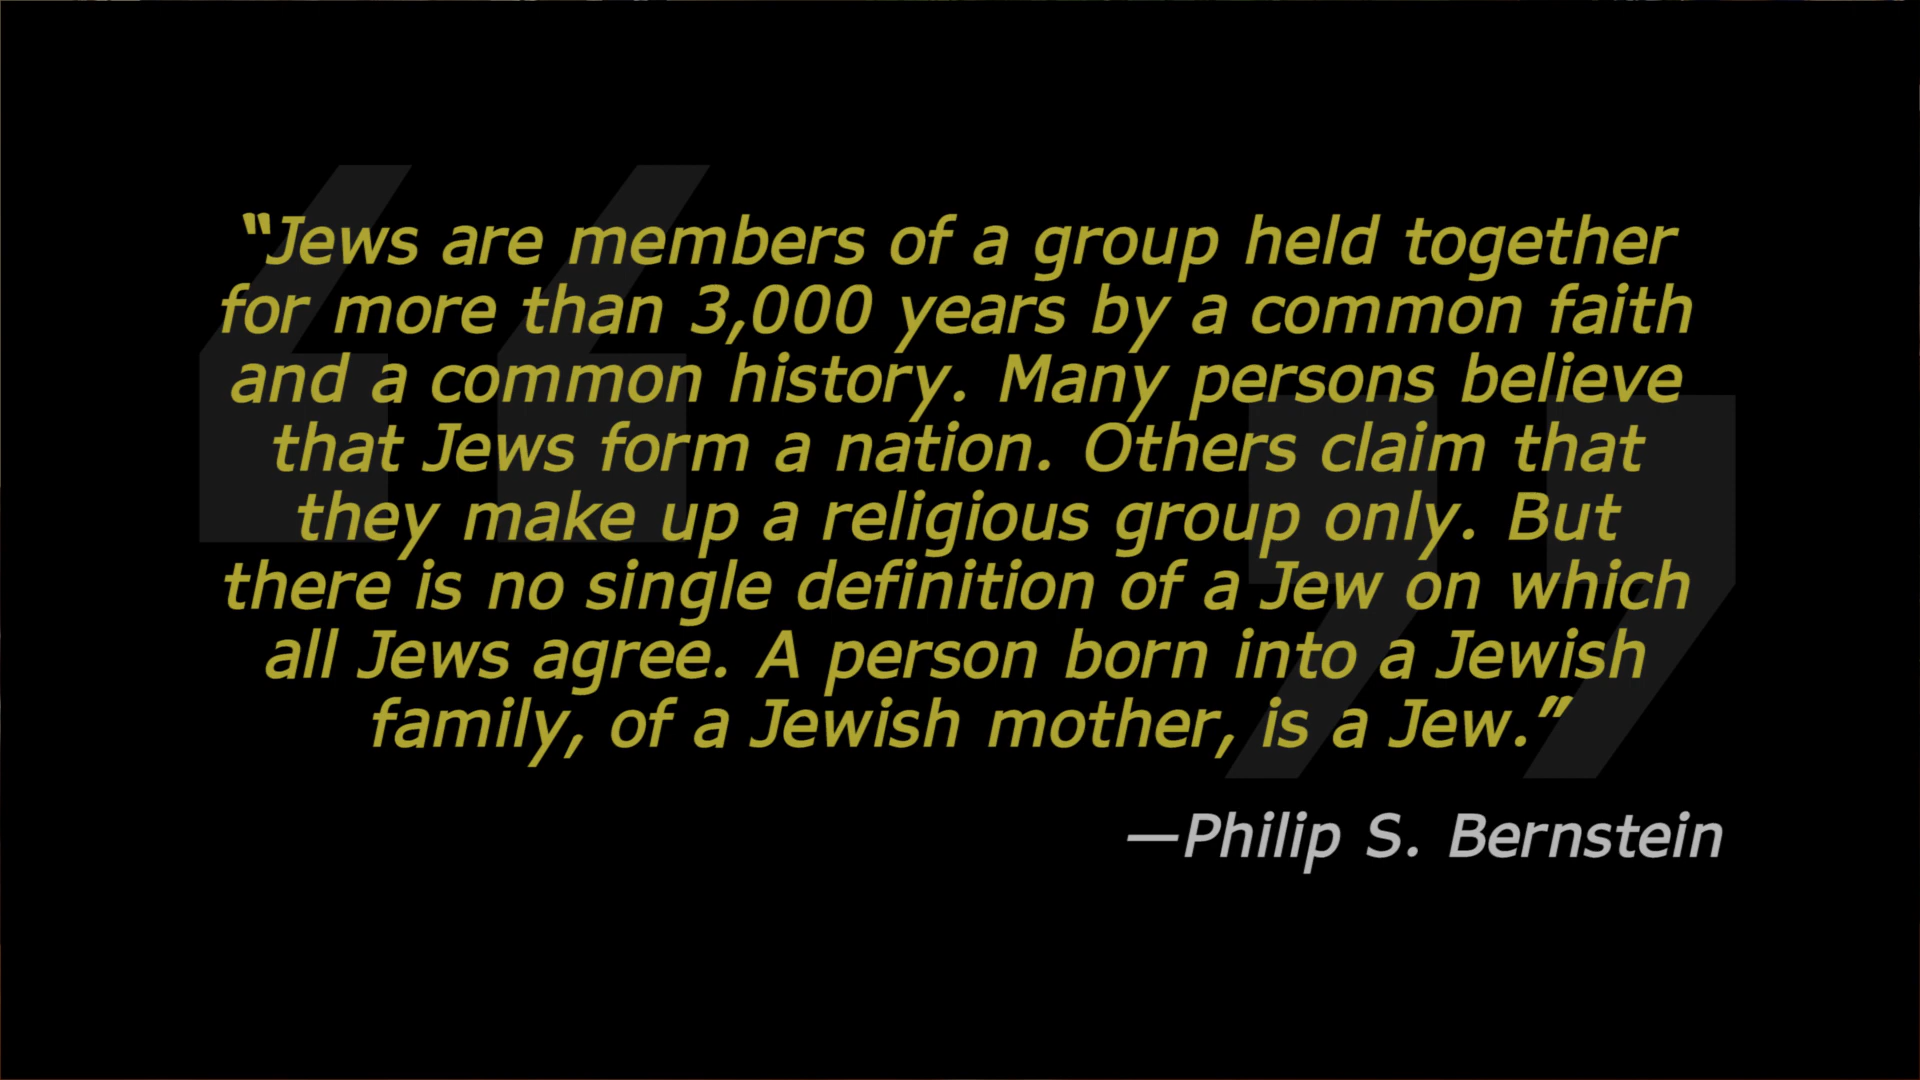 “Jews are members of a group held together
for more than 3,000 years by a common faith
and a common history. Many persons believe
that Jews form a nation. Others claim that
they make up a religious group only. But
there is no single definition of a Jew on which
all Jews agree. A person born into a Jewish
family, of a Jewish mother, is a Jew.”
—Philip S. Bernstein